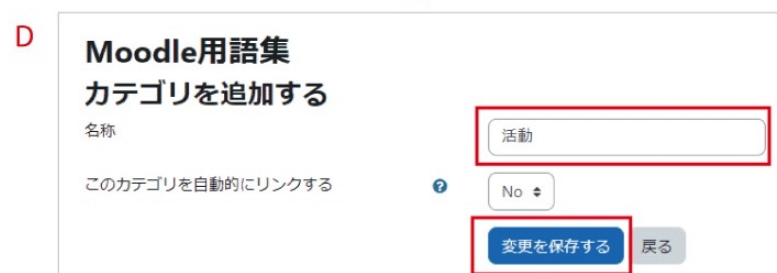 D
Moodle用語集
カテゴリを追加する
名称
活動
このカテゴリを自動的にリンクする
No
変更を保存する 戻る